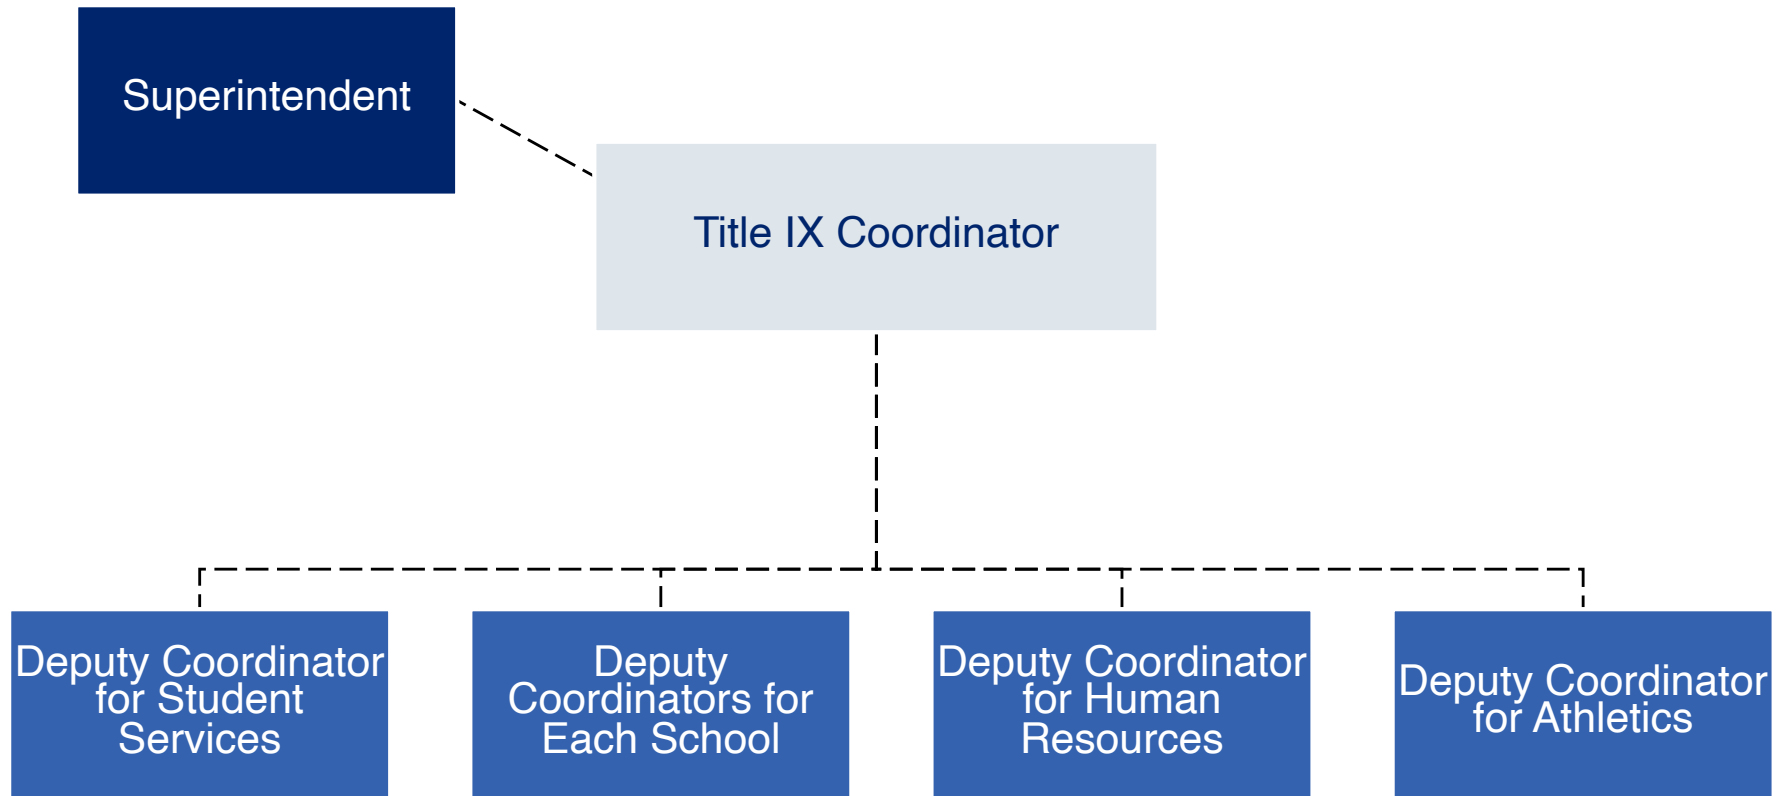 Superintendent
Title IX Coordinator
Deputy Coordinator
for Student
Services
Deputy
Coordinators for
Each School
Deputy Coordinator
for Human
Resources
Deputy Coordinator
for Athletics